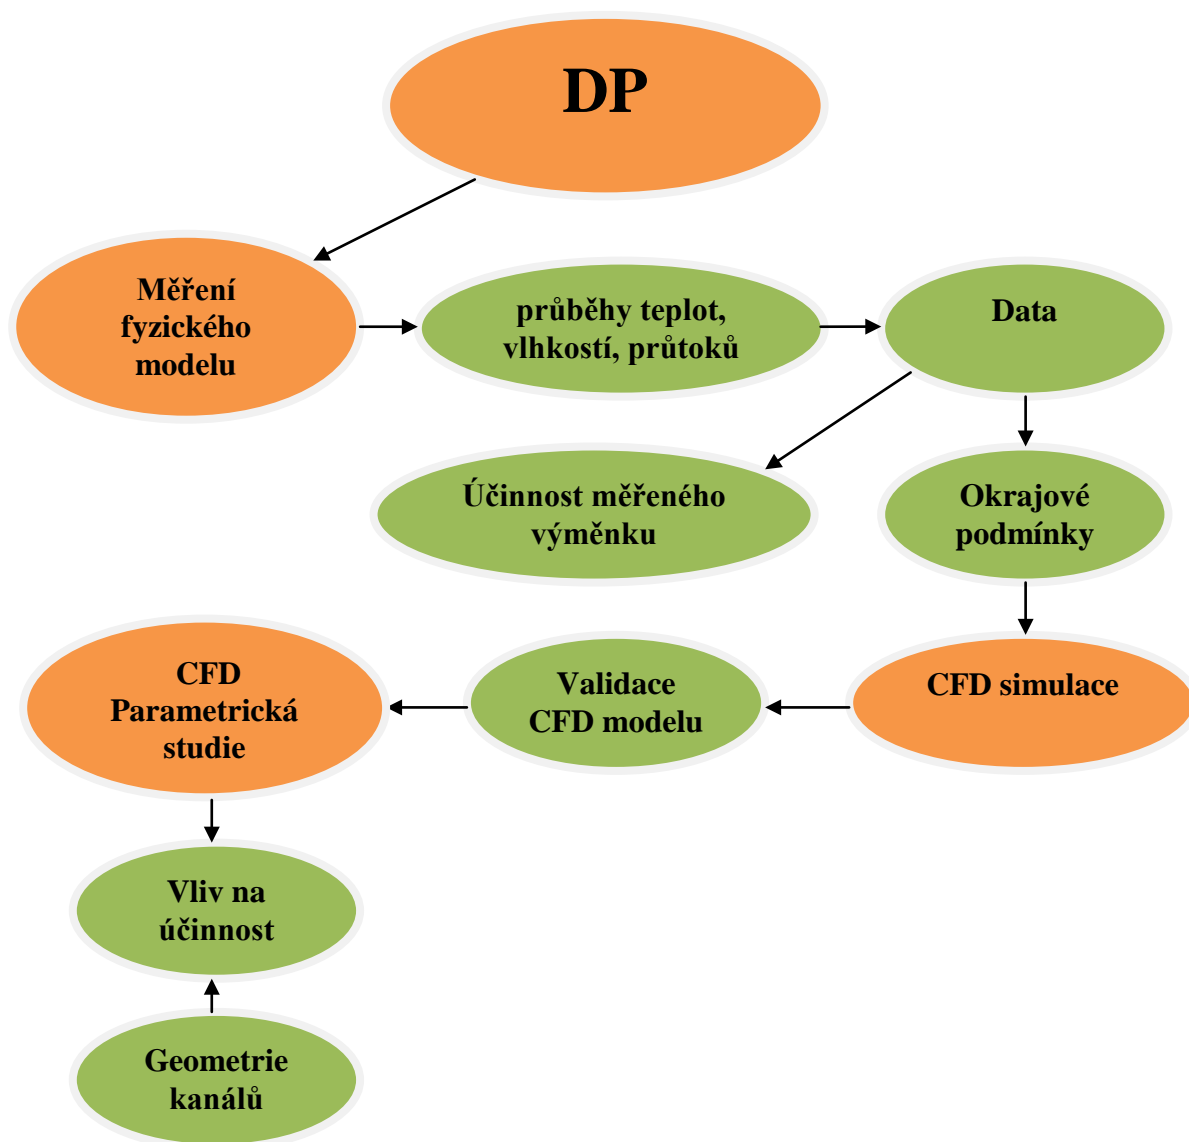 DP
Měření
fyzického
modelu
průběhy teplot,
vlhkostí, průtoků
Data
Účinnost měřeného
výměnku
Okrajové
podmínky
CFD
Parametrická
studie
Validace
CFD modelu
CFD simulace
Vliv na
účinnost
Geometrie
kanálů